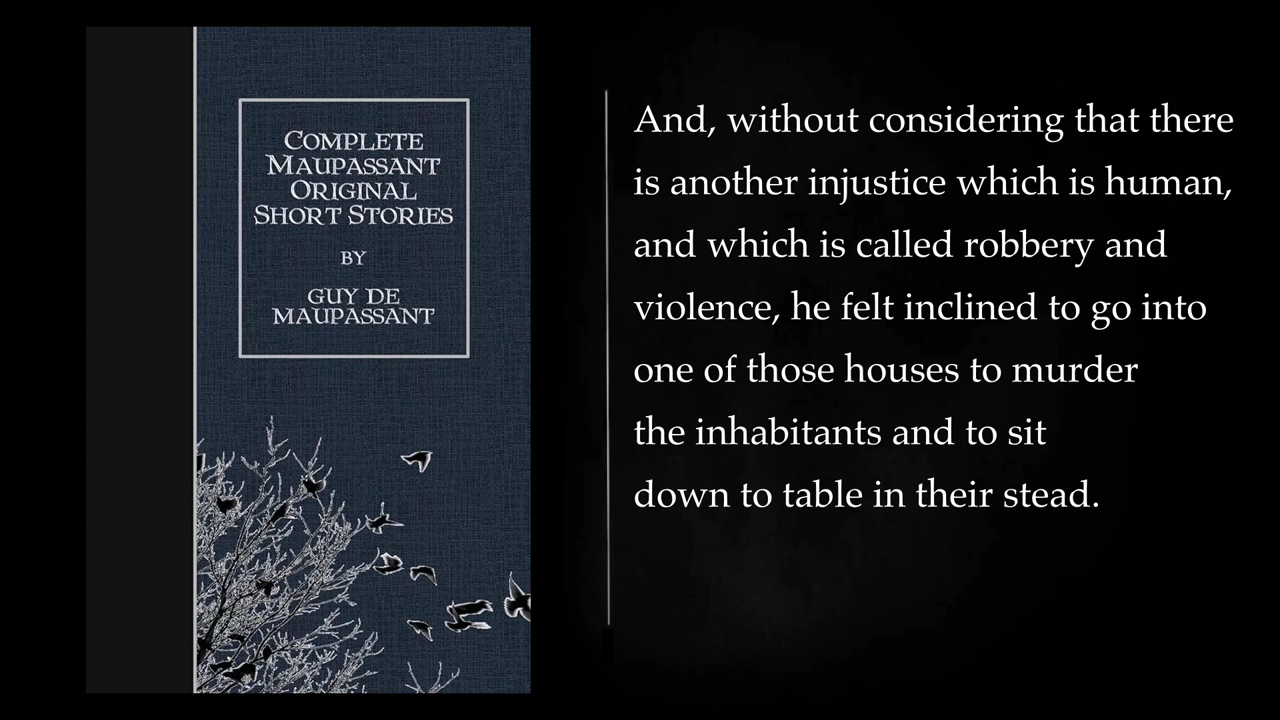 COMPLETE
MAUPASSANT
ORIGINAL
SHORT STORIES
BY
GUY DE
MAUPASSANT
And, without considering that there
is another injustice which is human,
and which is called robbery and
violence, he felt inclined to go into
one of those houses to murder
the inhabitants and to sit
down to table in their stead.